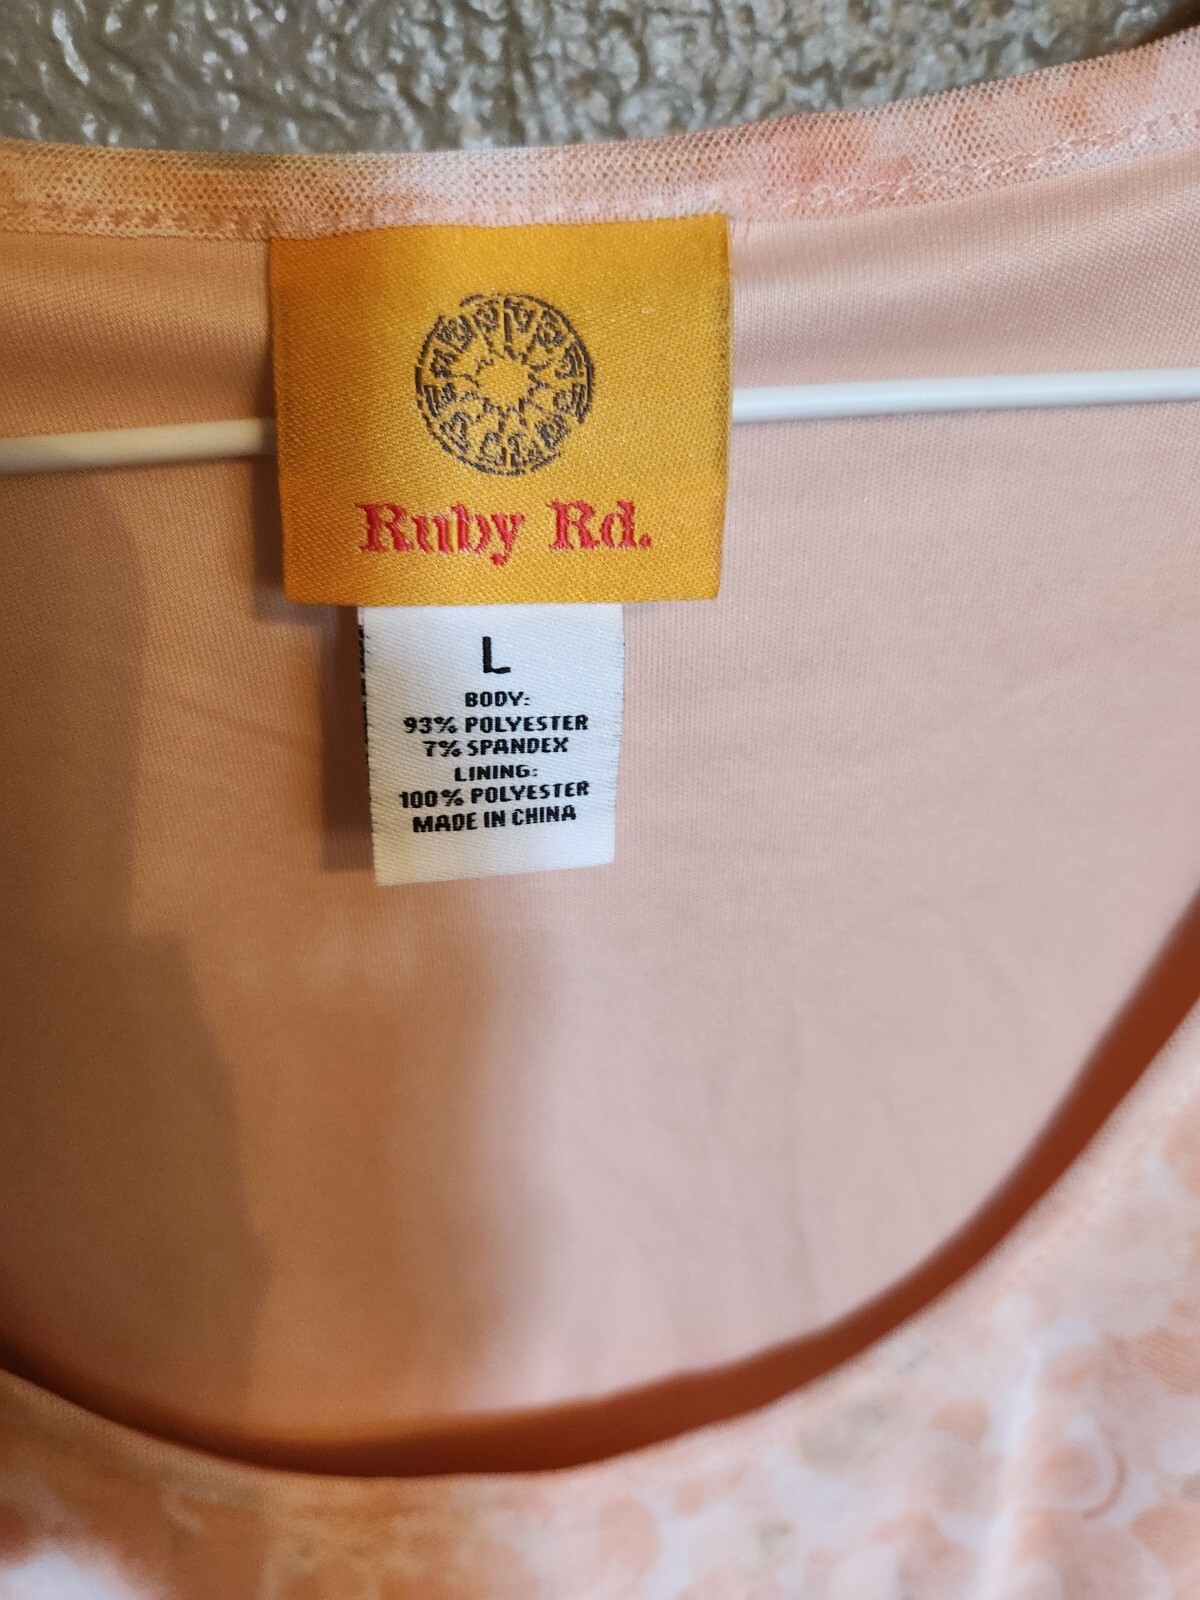 Ruby Rd.
L
BODY:
93% POLYESTER
7% SPANDEX
LINING:
100% POLYESTER
MADE IN CHINA